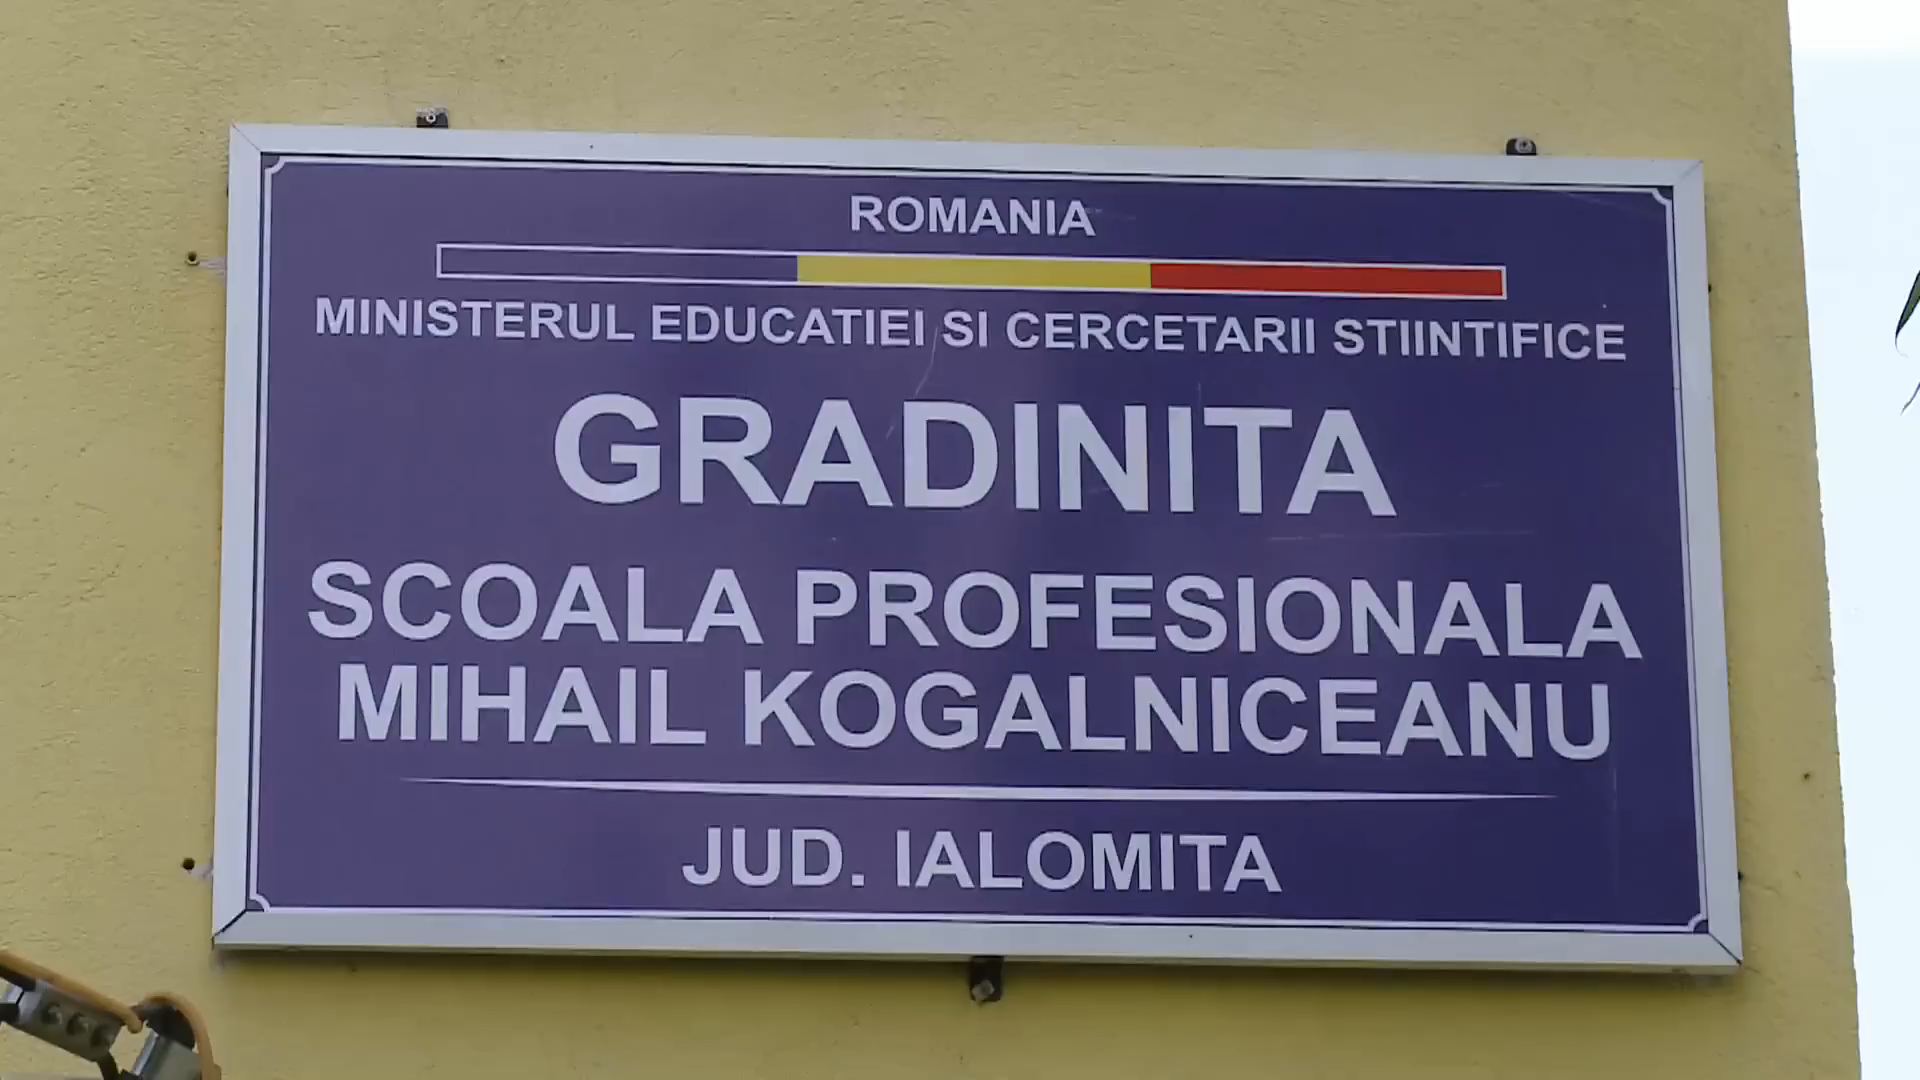 ROMANIA
MINISTERUL EDUCATIEI SI CERCETARII STIINTIFICE
GRADINITA
SCOALA PROFESIONALA
MIHAIL KOGALNICEANU
JUD. IALOMITA